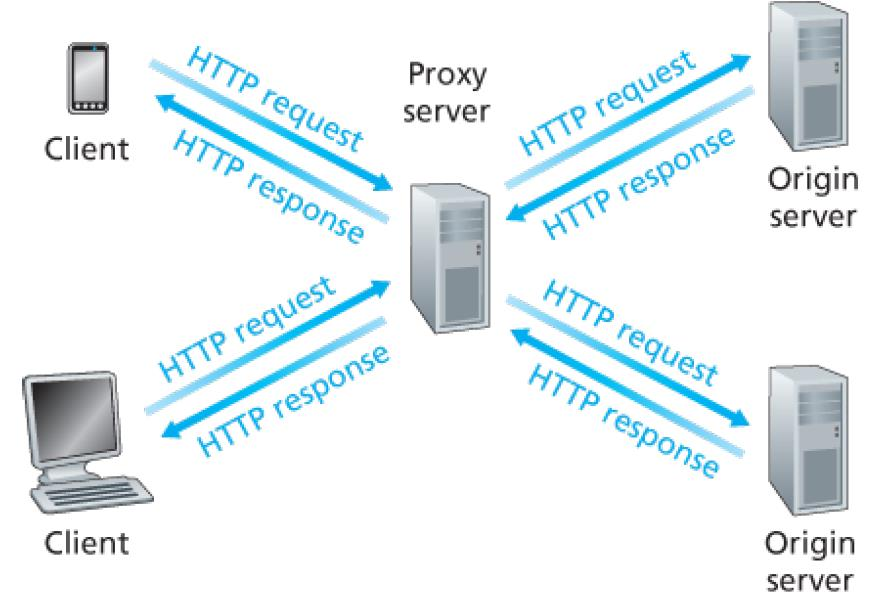 HTTP request
HTTP response
Client
Proxy
server
HTTP request
HTTP response
Origin
server
HTTP request
HTTP response
Client
HTTP request
HTTP response
Origin
server